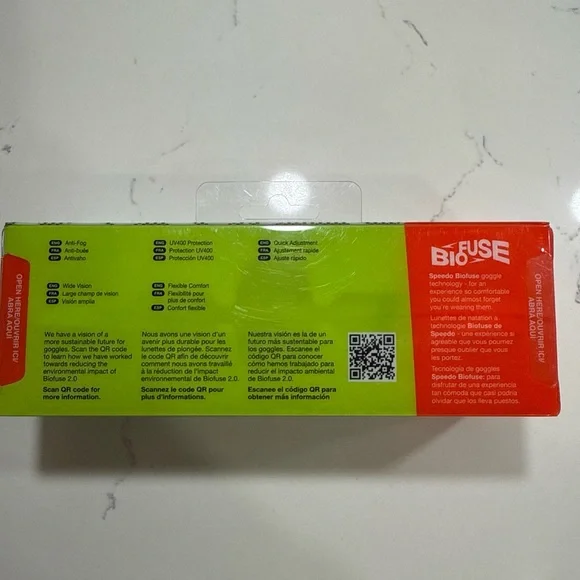 ENG Anti-Fog
FRA Anti-buée
ESP Antivaho
ENG UV400 Protection
FRA Protection UV400
ESP Protección UV400
ENG Quick Adjustment
FRA Ajustement rapide
ESP Ajuste rápido
ENG Wide Vision
FRA Large champ de vision
ESP Visión amplia
ENG Flexible Comfort
FRA Flexibilité pour
plus de confort
ESP Confort flexible
We have a vision of a
more sustainable future for
goggles. Scan the QR code
to learn how we have worked
towards reducing the
environmental impact of
Biofuse 2.0
Scan QR code for
more information.
Nous avons une vision d'un
avenir plus durable pour les
lunettes de plongée. Scannez
le code QR afin de découvrir
comment nous avons travaillé
à la réduction de l'impact
environnemental de Biofuse 2.0.
Scannez le code QR pour
plus d'informations.
Nuestra visión es la de un
futuro más sustentable para
los goggles. Escanee el
código QR para conocer
cómo hemos trabajado para
reducir el impacto ambiental
de Biofuse 2.0.
Escanee el código QR para
obtener más información
BIOFUSE
Speedo Biofuse goggle
technology - for an
experience so comfortable
you could almost forget
you're wearing them.
Lunettes de natation à
technologie Biofuse de
Speedo - une expérience si
agréable que vous pourriez
presque oublier que vous
les portez.
Tecnología de goggles
Speedo Biofuse: para
disfrutar de una experiencia
tan cómoda que casi podría
olvidar que los lleva puestos.
OPEN HERE/OUVRIR ICI/
ABRA AQUÍ
OPEN HERE/OUVRIR ICI/
ABRA AQUÍ